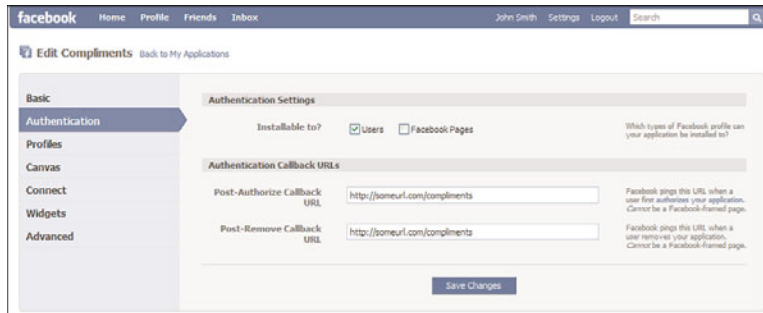 facebook Home Profile Friends Inbox John Smith Settings Logout Search
Edit Compliments Back to My Applications
Basic
Authentication
Profiles
Canvas
Connect
Widgets
Advanced
Authentication Settings
Installable to? Users Facebook Pages
Which types of Facebook profile can
your application be installed to?
Authentication Callback URLs
Post-Authorize Callback
URL
http://someurl.com/compliments
Facebook pings this URL when a
user first authorizes your application.
Cannot be a Facebook-framed page.
Post-Remove Callback
URL
http://someurl.com/compliments
Facebook pings this URL when a
user removes your application.
Cannot be a Facebook-framed page.
Save Changes